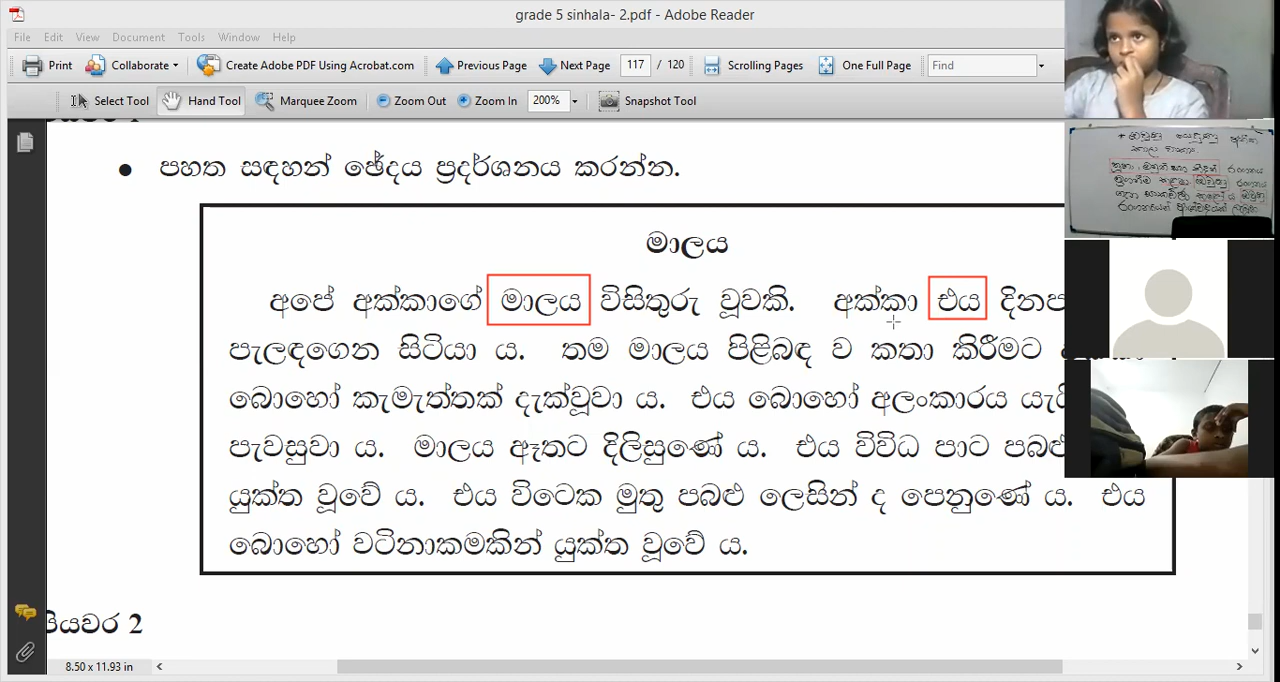 grade 5 sinhala- 2.pdf - Adobe Reader
File Edit View Document Tools Window Help
Print Collaborate Create Adobe PDF Using Acrobat.com Previous Page Next Page 117 / 120 Scrolling Pages One Full Page Find
Select Tool Hand Tool Marquee Zoom Zoom Out Zoom In 200% Snapshot Tool
• පහත සඳහන් ඡේදය ප්‍රදර්ශනය කරන්න.
මාලය
අපේ අක්කාගේ මාලය විසිතුරු වූවකි. අක්කා එය
පැලඳගෙන සිටියා ය. තම මාලය පිළිබඳ ව කතා කිරීමට
බොහෝ කැමැත්තක් දැක්වූවා ය. එය බොහෝ අලංකාරය
පැවසුවා ය. මාලය ඈතට දිලිසුණේ ය. එය විවිධ පාට
යුක්ත වූවේ ය. එය විටෙක මුතු පබළු ලෙසින් ද පෙනුණේ ය. එය
බොහෝ වටිනාකමකින් යුක්ත වූවේ ය.
පියවර 2
8.50 x 11.93 in